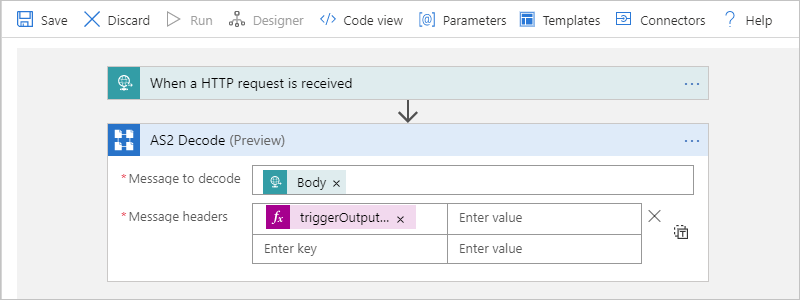 Save Discard Run Designer Code view Parameters Templates Connectors ? Help
When a HTTP request is received ...
AS2 Decode (Preview) ...
*Message to decode Body ×
*Message headers fx triggerOutput... × Enter value
Enter key Enter value